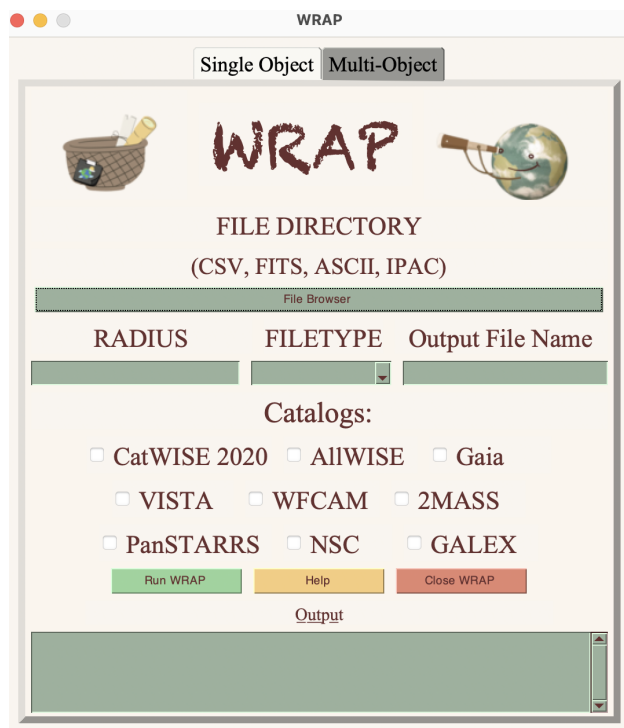 WRAP
Single Object Multi-Object
WRAP
FILE DIRECTORY
(CSV, FITS, ASCII, IPAC)
File Browser
RADIUS FILETYPE Output File Name
Catalogs:
CatWISE 2020 AllWISE Gaia
VISTA WFCAM 2MASS
PanSTARRS NSC GALEX
Run WRAP Help Close WRAP
Output